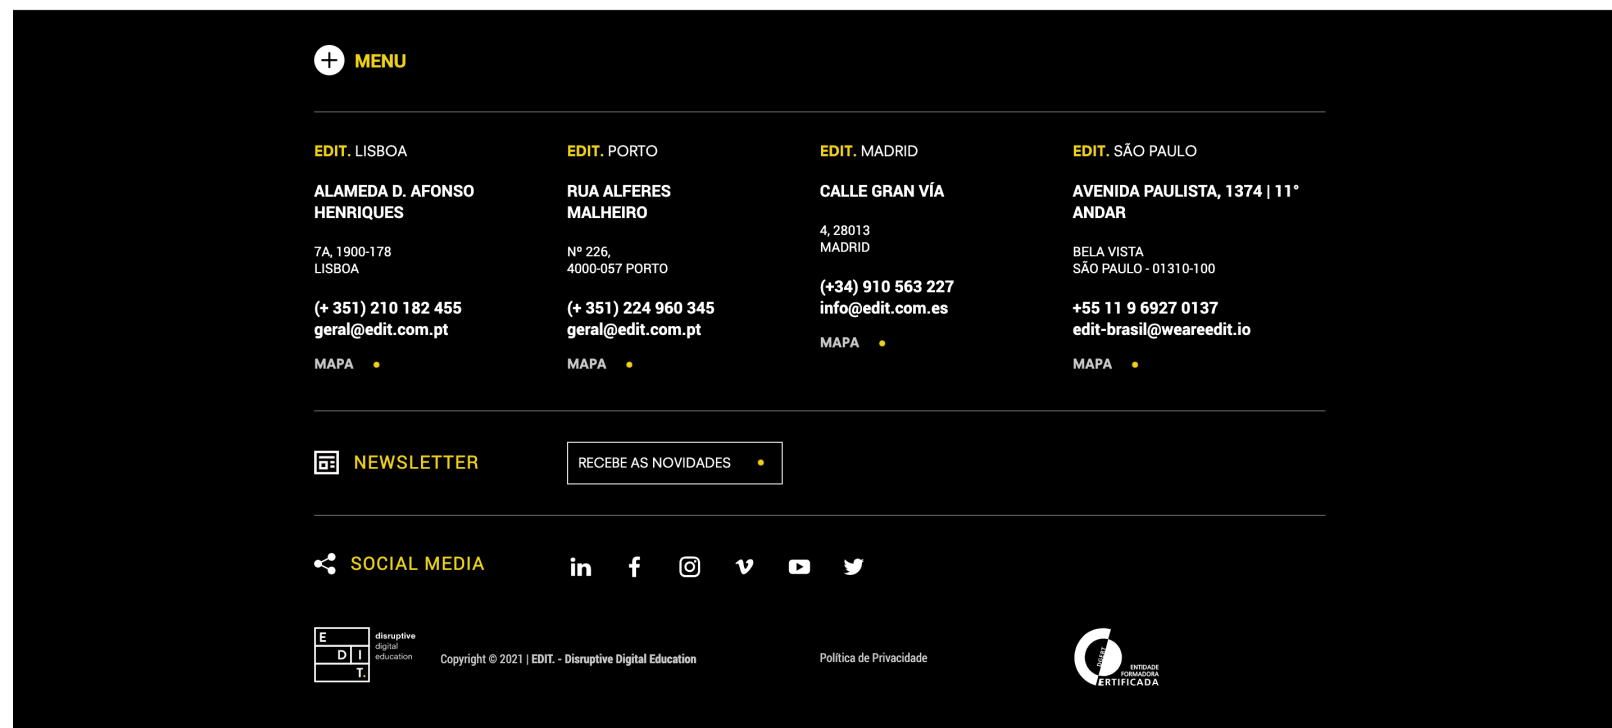 MENU
EDIT. LISBOA
ALAMEDA D. AFONSO
HENRIQUES
7A, 1900-178
LISBOA
(+ 351) 210 182 455
geral@edit.com.pt
MAPA
EDIT. PORTO
RUA ALFERES
MALHEIRO
Nº 226,
4000-057 PORTO
(+ 351) 224 960 345
geral@edit.com.pt
MAPA
EDIT. MADRID
CALLE GRAN VÍA
4, 28013
MADRID
(+34) 910 563 227
info@edit.com.es
MAPA
EDIT. SÃO PAULO
AVENIDA PAULISTA, 1374 | 11°
ANDAR
BELA VISTA
SÃO PAULO - 01310-100
+55 11 9 6927 0137
edit-brasil@weareedit.io
MAPA
NEWSLETTER
RECEBE AS NOVIDADES
SOCIAL MEDIA
E
D I
T.
disruptive
digital
education
Copyright © 2021 | EDIT. - Disruptive Digital Education
Política de Privacidade
DGERT
ENTIDADE
FORMADORA
CERTIFICADA